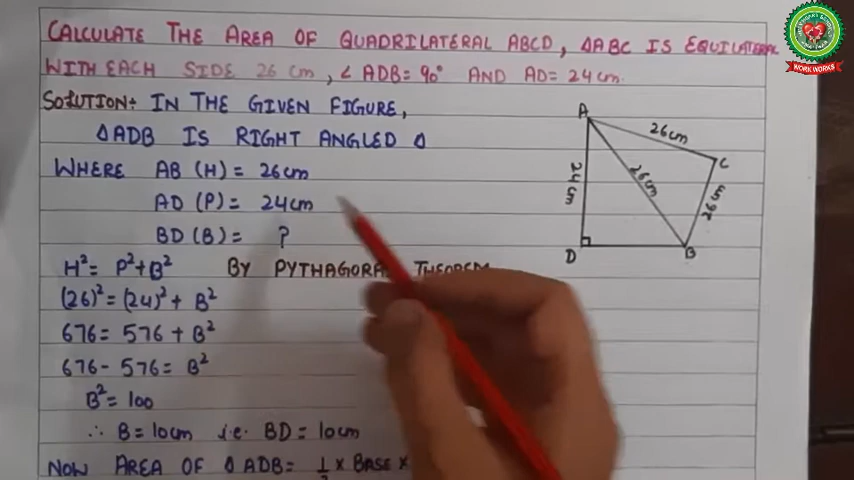 CALCULATE THE AREA OF QUADRILATERAL ABCD, ΔABC IS EQUILATERAL
WITH EACH SIDE 26 cm, ∠ ADB= 90° AND AD= 24 cm.
SOLUTION:- IN THE GIVEN FIGURE,
ΔADB IS RIGHT ANGLED Δ
WHERE AB (H) = 26cm
AD (P) = 24cm
BD (B) = ?
H²= P²+B² BY PYTHAGORAS THEOREM
(26)²= (24)²+ B²
676= 576 + B²
676- 576= B²
B²= 100
∴ B= 10cm i.e. BD= 10cm
NOW AREA OF Δ ADB= 1/2 × BASE ×
A
26cm
C
24cm
26cm
26cm
D
B
WORK WORKS